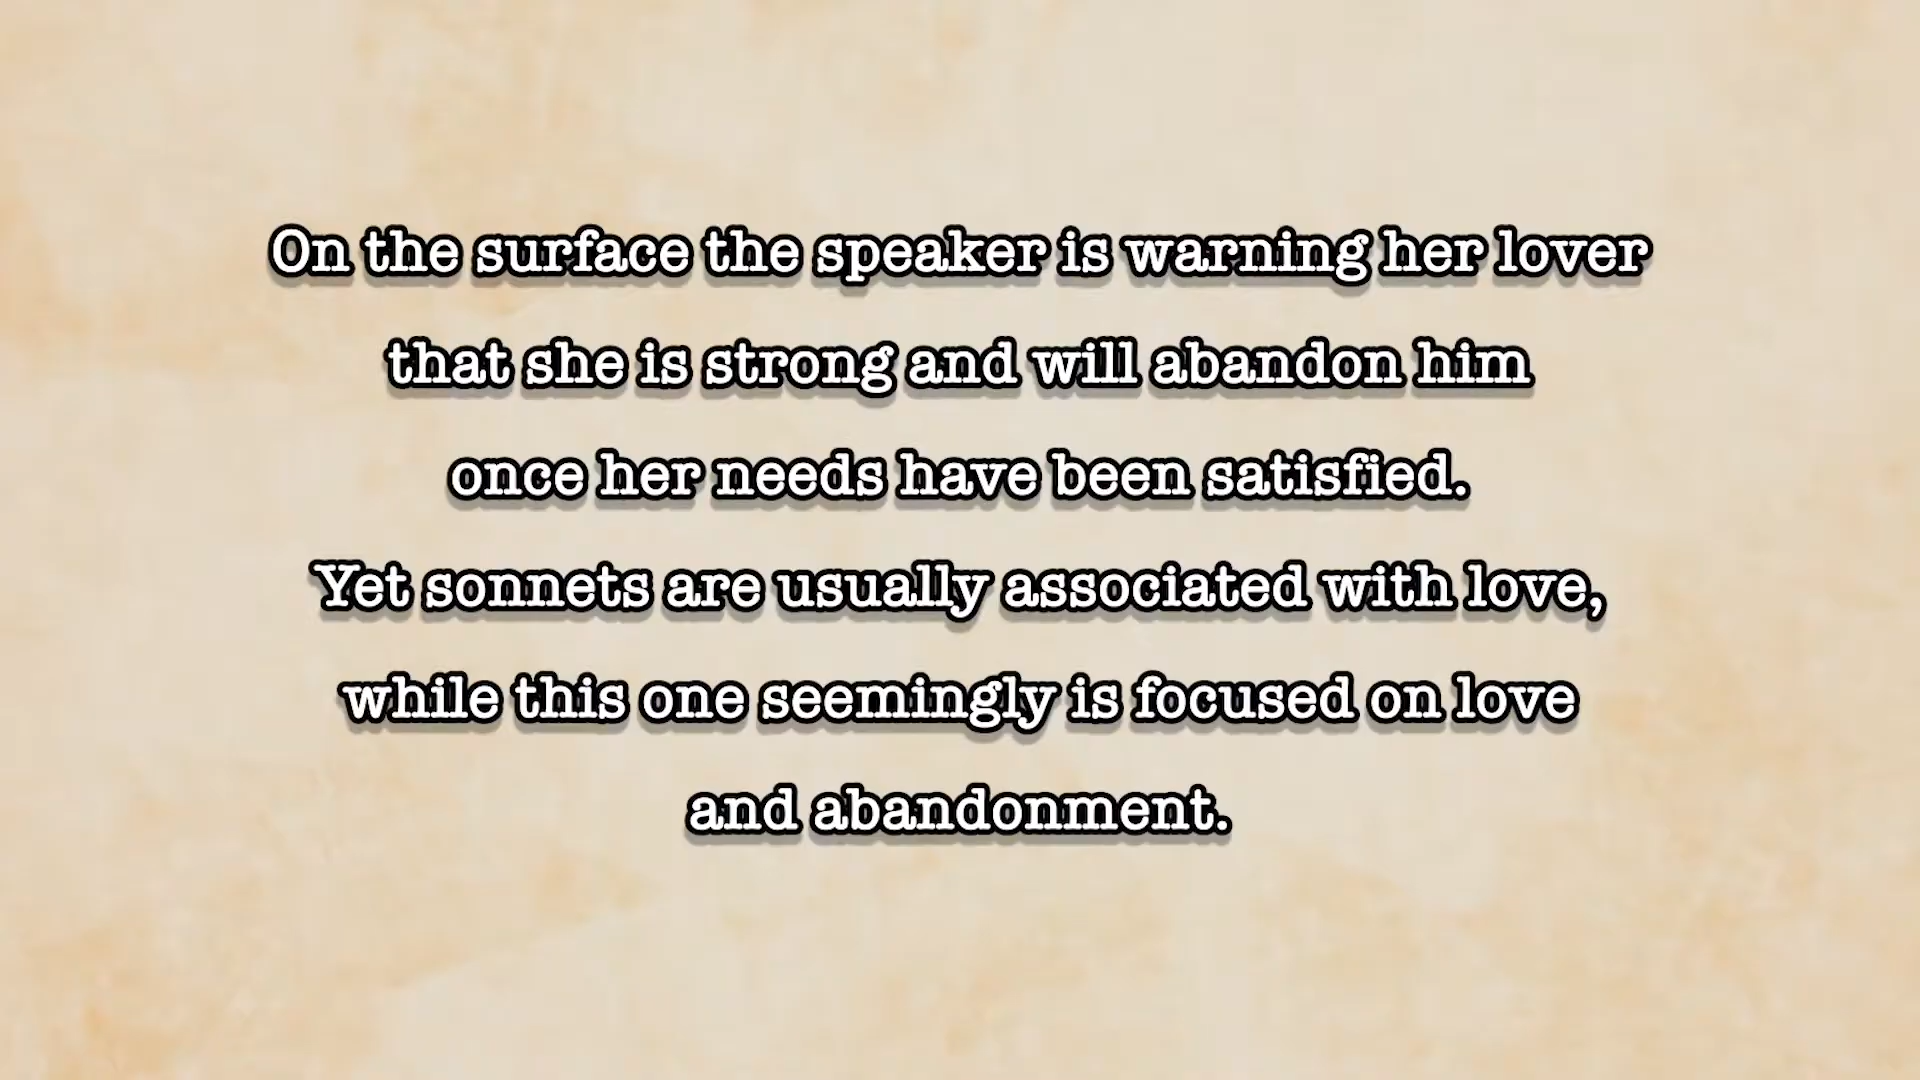 On the surface the speaker is warning her lover
that she is strong and will abandon him
once her needs have been satisfied.
Yet sonnets are usually associated with love,
while this one seemingly is focused on love
and abandonment.